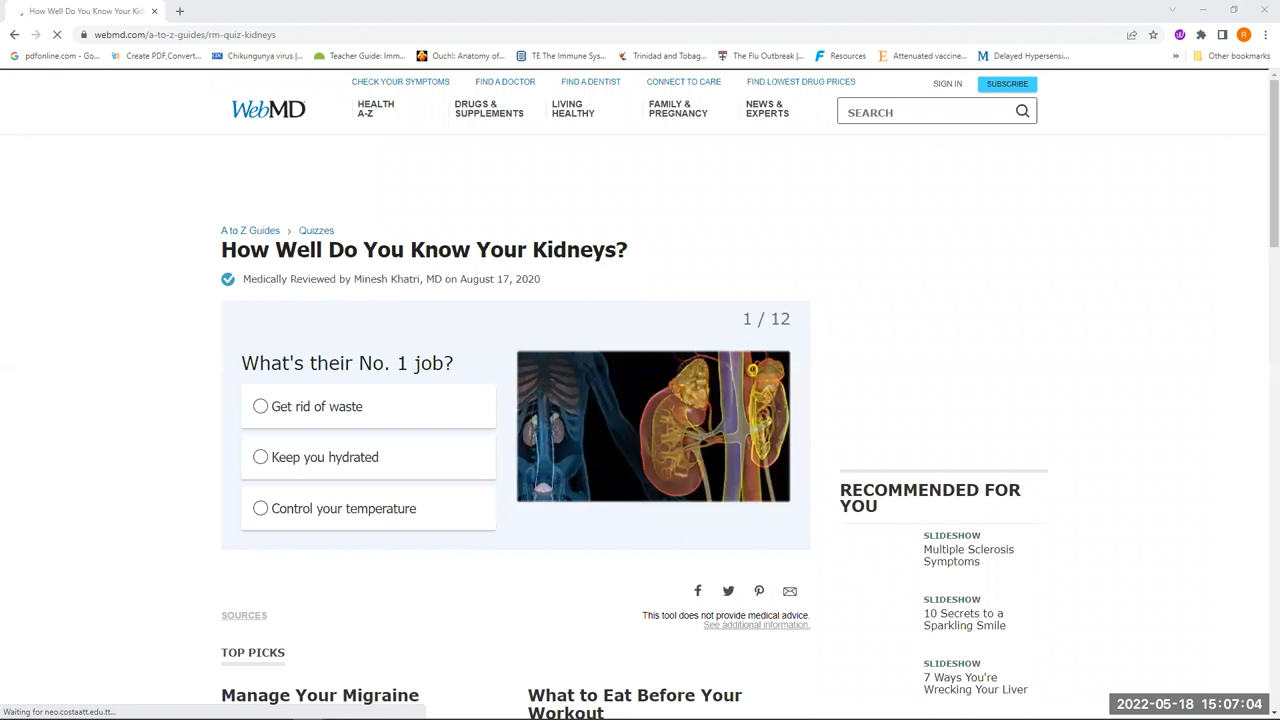 How Well Do You Know Your Kidn
webmd.com/a-to-z-guides/rm-quiz-kidneys
R
pdfonline.com - Go...
Create PDF,Convert...
Chikungunya virus |...
Teacher Guide: Imm...
Ouch!: Anatomy of...
TE The Immune Sys...
Trinidad and Tobag...
The Flu Outbreak |...
Resources
Attenuated vaccine...
Delayed Hypersensi...
»
Other bookmarks
CHECK YOUR SYMPTOMS
FIND A DOCTOR
FIND A DENTIST
CONNECT TO CARE
FIND LOWEST DRUG PRICES
SIGN IN
SUBSCRIBE
WebMD
HEALTH
A-Z
DRUGS &
SUPPLEMENTS
LIVING
HEALTHY
FAMILY &
PREGNANCY
NEWS &
EXPERTS
SEARCH
A to Z Guides › Quizzes
How Well Do You Know Your Kidneys?
Medically Reviewed by Minesh Khatri, MD on August 17, 2020
1 / 12
What's their No. 1 job?
Get rid of waste
Keep you hydrated
Control your temperature
RECOMMENDED FOR
YOU
SLIDESHOW
Multiple Sclerosis
Symptoms
SLIDESHOW
10 Secrets to a
Sparkling Smile
SLIDESHOW
7 Ways You're
Wrecking Your Liver
SOURCES
This tool does not provide medical advice.
See additional information.
TOP PICKS
Manage Your Migraine
What to Eat Before Your
Workout
Waiting for neo.costaatt.edu.tt...
2022-05-18 15:07:04